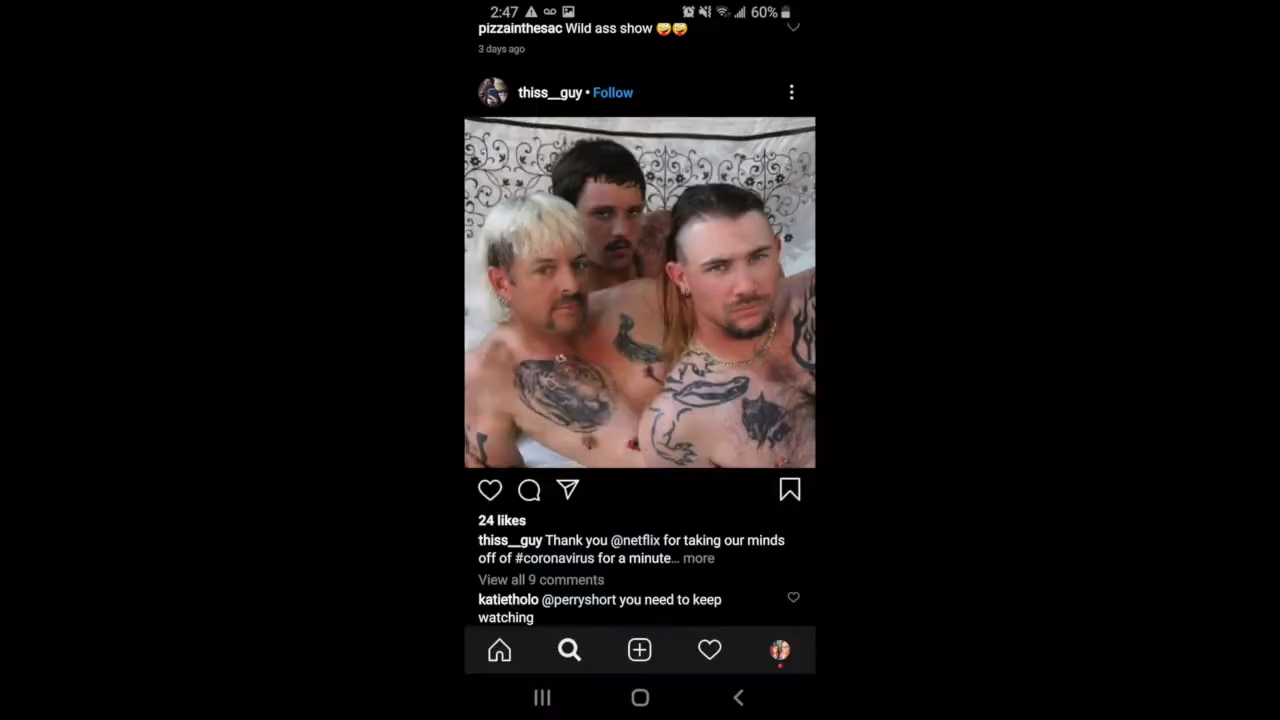 2:47 60%
pizzainthesac Wild ass show 🤪🤪
3 days ago
thiss__guy • Follow
24 likes
thiss__guy Thank you @netflix for taking our minds
off of #coronavirus for a minute... more
View all 9 comments
katietholo @perryshort you need to keep
watching